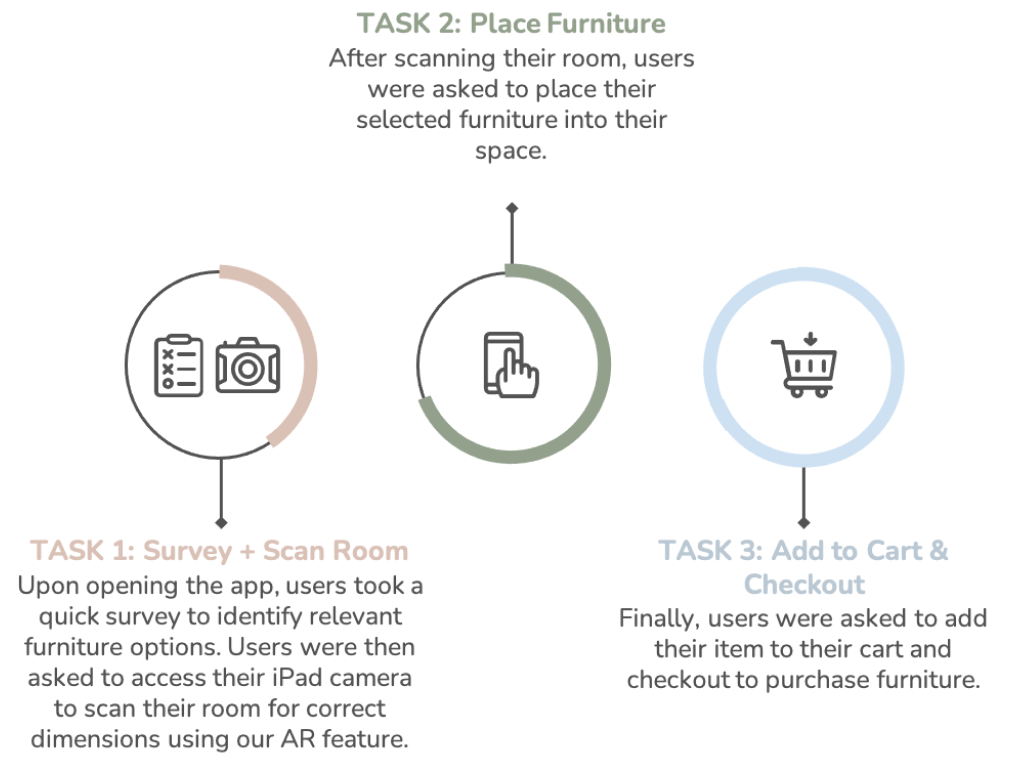 TASK 2: Place Furniture
After scanning their room, users
were asked to place their
selected furniture into their
space.
TASK 1: Survey + Scan Room
Upon opening the app, users took a
quick survey to identify relevant
furniture options. Users were then
asked to access their iPad camera
to scan their room for correct
dimensions using our AR feature.
TASK 3: Add to Cart &
Checkout
Finally, users were asked to add
their item to their cart and
checkout to purchase furniture.